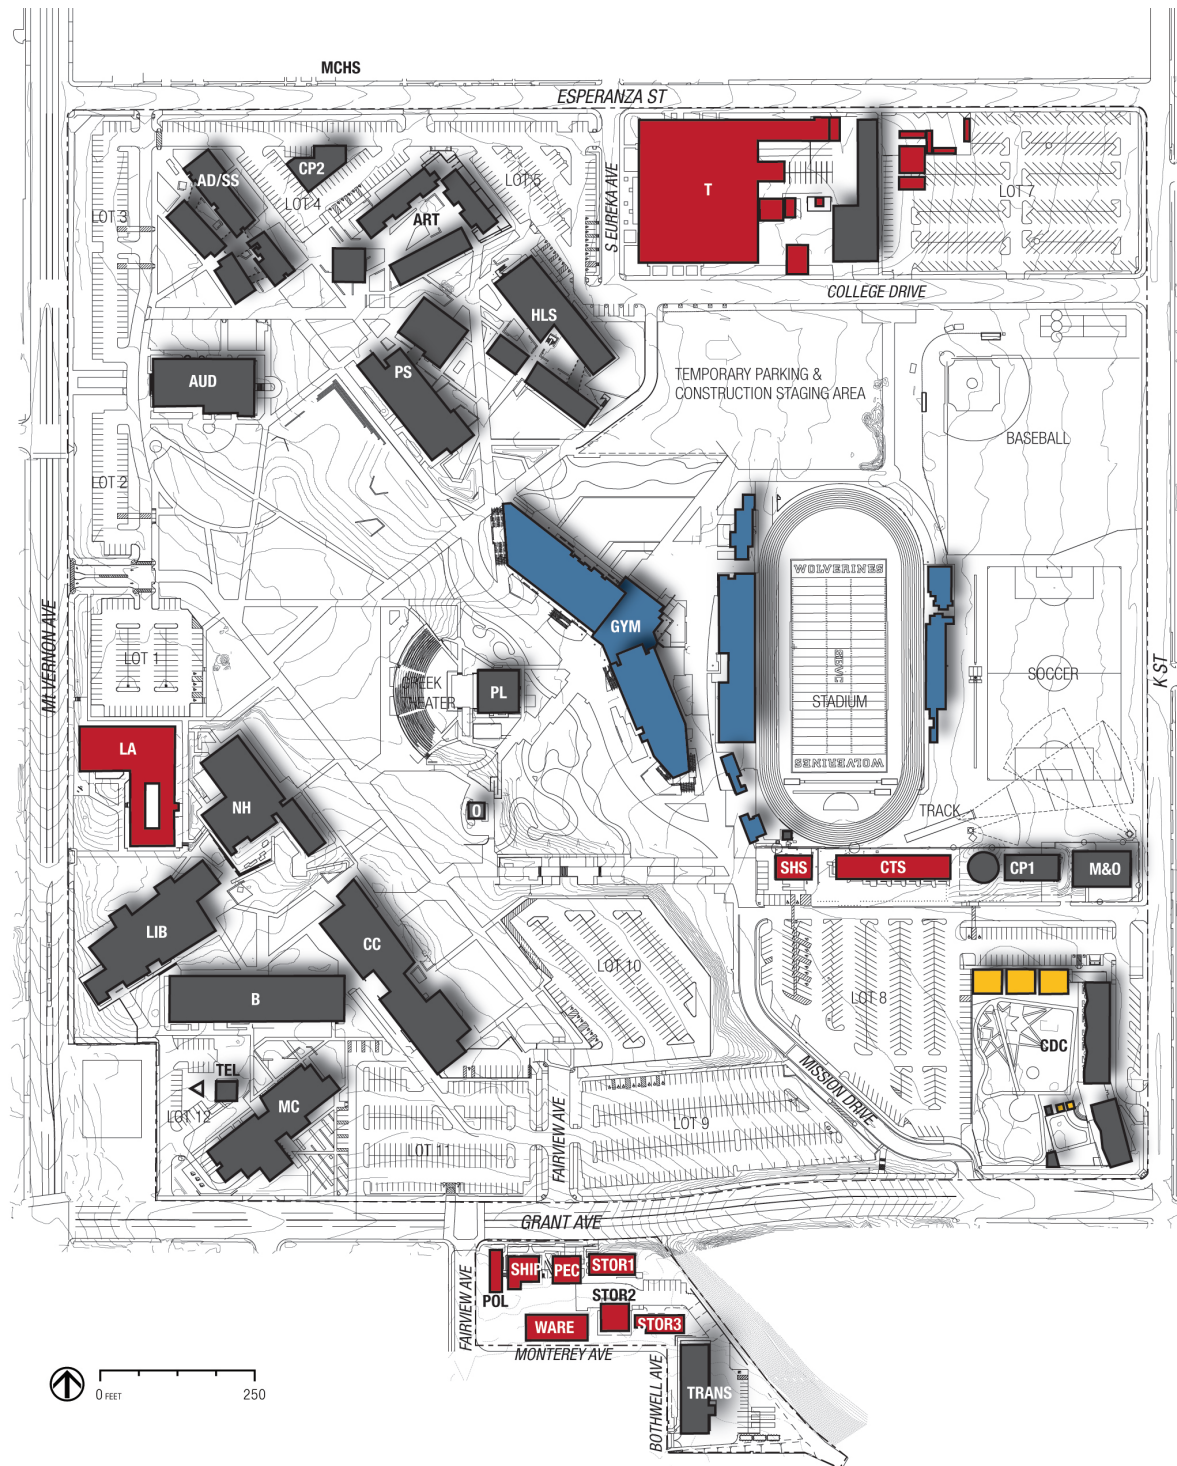 MCHS
ESPERANZA ST
CP2
AD/SS
LOT 4
LOT 5
LOT 3
ART
S EUREKA AVE
T
LOT 7
COLLEGE DRIVE
HLS
AUD
PS
TEMPORARY PARKING &
CONSTRUCTION STAGING AREA
BASEBALL
LOT 2
WOLVERINES
GYM
MT VERNON AVE
LOT 1
GREEK
THEATER
PL
SBVC
STADIUM
SOCCER
K ST
LA
WOLVERINES
NH
O
TRACK
SHS
CTS
CP1
M&O
LIB
CC
LOT 10
B
LOT 8
CDC
TEL
MC
LOT 12
MISSION DRIVE
LOT 9
LOT 11
FAIRVIEW AVE
GRANT AVE
FAIRVIEW AVE
SHIP
PEC
STOR1
POL
STOR2
WARE
STOR3
MONTEREY AVE
BOTHWELL AVE
TRANS
0 FEET 250